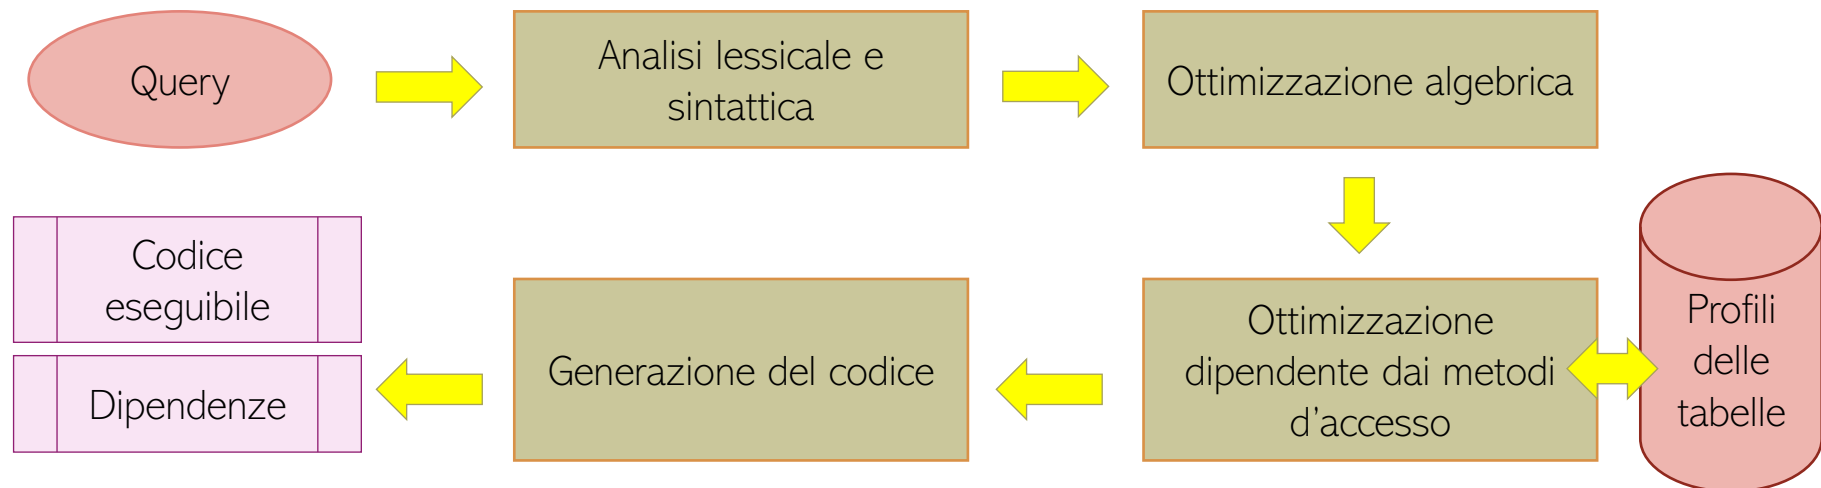 Query
Analisi lessicale e
sintattica
Ottimizzazione algebrica
Codice
eseguibile
Dipendenze
Generazione del codice
Ottimizzazione
dipendente dai metodi
d'accesso
Profili
delle
tabelle